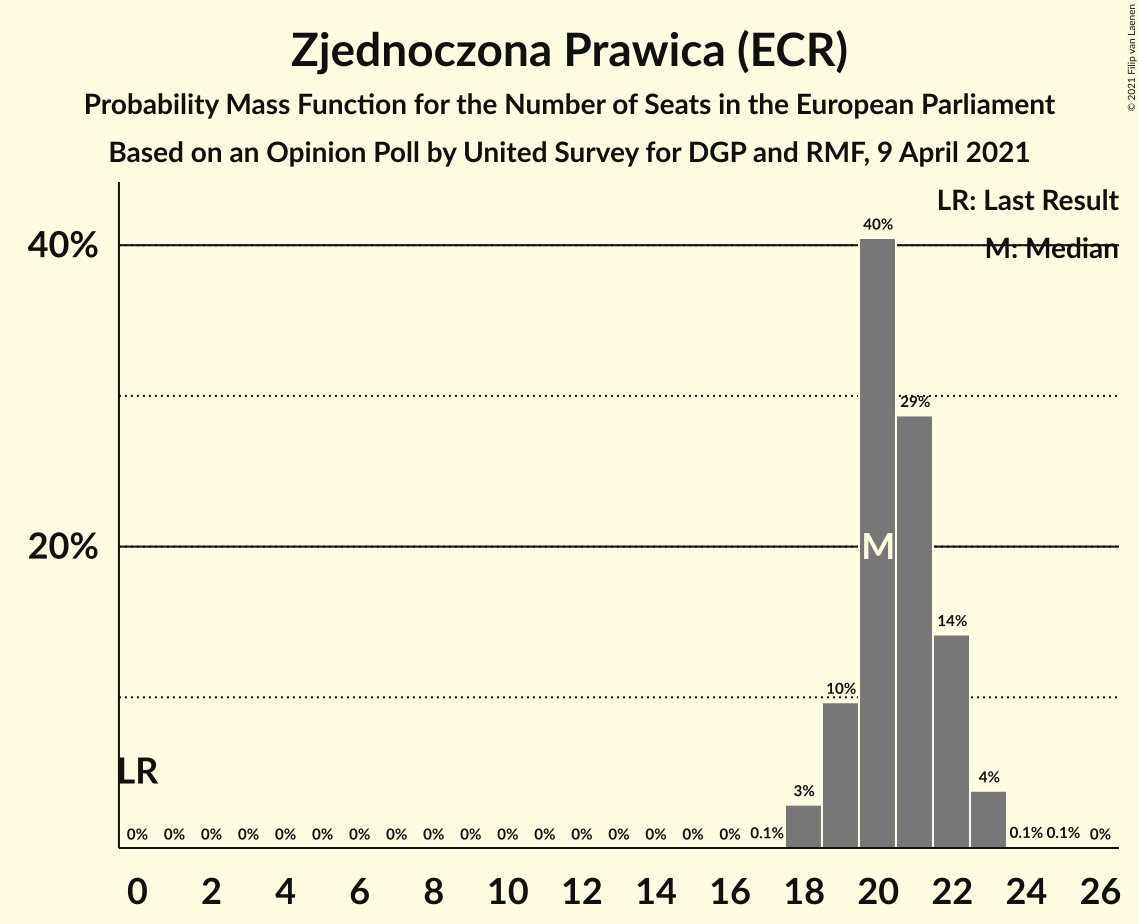 Zjednoczona Prawica (ECR)
Probability Mass Function for the Number of Seats in the European Parliament
Based on an Opinion Poll by United Survey for DGP and RMF, 9 April 2021
© 2021 Filip van Laenen
LR: Last Result
M: Median
40%
20%
40%
29%
M
14%
10%
LR
4%
3%
0% 0% 0% 0% 0% 0% 0% 0% 0% 0% 0% 0% 0% 0% 0% 0% 0% 0.1% 0.1% 0.1% 0%
0 2 4 6 8 10 12 14 16 18 20 22 24 26